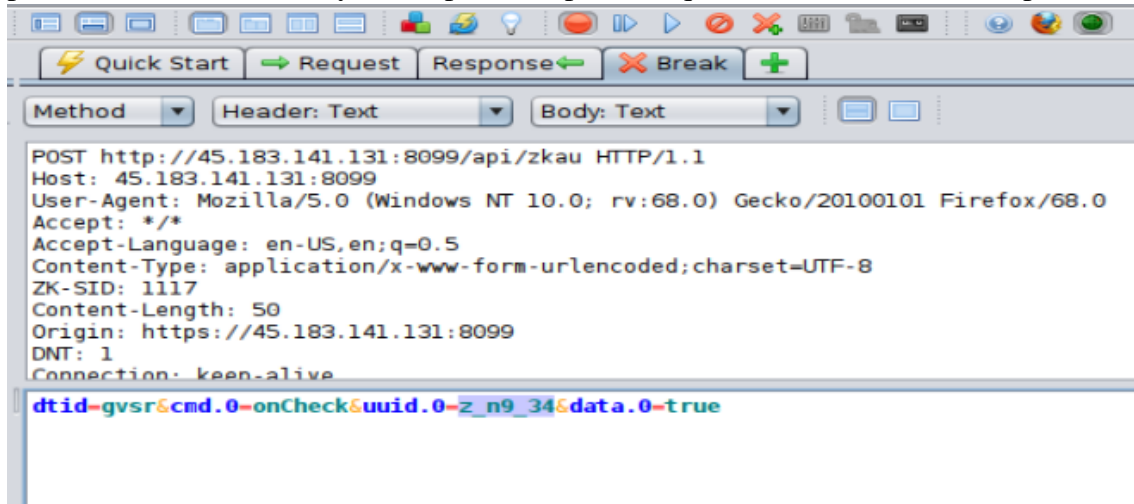 Quick Start Request Response Break
Method Header: Text Body: Text
POST http://45.183.141.131:8099/api/zkau HTTP/1.1
Host: 45.183.141.131:8099
User-Agent: Mozilla/5.0 (Windows NT 10.0; rv:68.0) Gecko/20100101 Firefox/68.0
Accept: */*
Accept-Language: en-US,en;q=0.5
Content-Type: application/x-www-form-urlencoded;charset=UTF-8
ZK-SID: 1117
Content-Length: 50
Origin: https://45.183.141.131:8099
DNT: 1
Connection: keep-alive
dtid=gvsr&cmd.0=onCheck&uuid.0=z_n9_34&data.0=true